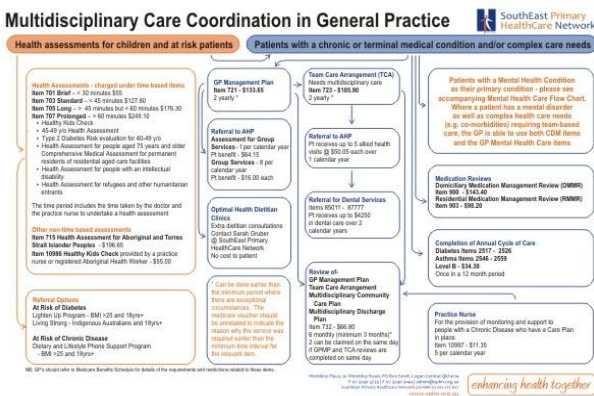 Multidisciplinary Care Coordination in General Practice
SouthEast Primary
HealthCare Network
Health assessments for children and at risk patients
Patients with a chronic or terminal medical condition and/or complex care needs
Health Assessments - charged under time based items
Item 701 Brief – < 30 minutes $55
Item 703 Standard – < 45 minutes $127.80
Item 705 Long – > 45 minutes but < 60 minutes $176.30
Item 707 Prolonged – > 60 minutes $249.10
• Healthy Kids Check
• 45-49 y/o Health Assessment
• Type 2 Diabetes Risk evaluation for 40-49 y/o
• Health Assessment for people aged 75 years and older
Comprehensive Medical Assessment for permanent
residents of residential aged care facilities
• Health Assessment for people with an intellectual
disability
• Health Assessment for refugees and other humanitarian
entrants
The time period includes the time taken by the doctor and
the practice nurse to undertake a health assessment
Other non-time based assessments
Item 715 Health Assessment for Aboriginal and Torres
Strait Islander Peoples - $196.65
Item 10986 Healthy Kids Check provided by a practice
nurse or registered Aboriginal Health Worker - $55.00
Referral Options
At Risk of Diabetes
Lighten Up Program - BMI >25 and 18yrs+
Living Strong - Indigenous Australians and 18yrs+
At Risk of Chronic Disease
Dietary and Lifestyle Phone Support Program
- BMI >25 and 18yrs+
GP Management Plan
Item 721 - $133.65
2 yearly *
Referral to AHP
Assessment for Group
Services - 1 per calendar year
Pt benefit - $64.15
Group Services - 8 per
calendar year
Pt benefit - $16.00 each
Optimal Health Dietitian
Clinics
Extra dietitian consultations
Contact Sarah Gruber
@ SouthEast Primary
HealthCare Network
No cost to patient
* Can be done earlier than
the minimum period where
there are exceptional
circumstances. The
medicare voucher should
be annotated to indicate the
reason why the service was
required earlier than the
minimum time interval for
the relevant item.
Team Care Arrangement (TCA)
Needs multidisciplinary care
Item 723 - $105.90
2 yearly *
Referral to AHP
Pt receives up to 5 allied health
visits @ $50.05 each over
1 calendar year
Referral for Dental Services
Items 85011 - 87777
Pt receives up to $4250
in dental care over 2
calendar years
Review of-
GP Management Plan
Team Care Arrangement
Multidisciplinary Community
Care Plan
Multidisciplinary Discharge
Plan
Item 732 - $66.80
6 monthly (minimum 3 months)*
2 can be claimed on the same day
if GPMP and TCA reviews are
completed on same day
Patients with a Mental Health Condition
as their primary condition - please see
accompanying Mental Health Care Flow Chart.
Where a patient has a mental disorder
as well as complex health care needs
(e.g. co-morbidities) requiring team-based
care, the GP is able to use both CDM items
and the GP Mental Health Care items
Medication Reviews
Domiciliary Medication Management Review (DMMR)
Item 900 - $143.40
Residential Medication Management Review (RMMR)
Item 903 - $98.20
Completion of Annual Cycle of Care
Diabetes Items 2517 - 2526
Asthma Items 2546 - 2559
Level B - $34.30
Once in a 12 month period
Practice Nurse
For the provision of monitoring and support to
people with a Chronic Disease who have a Care Plan
in place.
Item 10997 - $11.35
5 per calendar year
NB: GP's should refer to Medicare Benefits Schedule for details of the requirements and restrictions related to these items.
enhancing health together